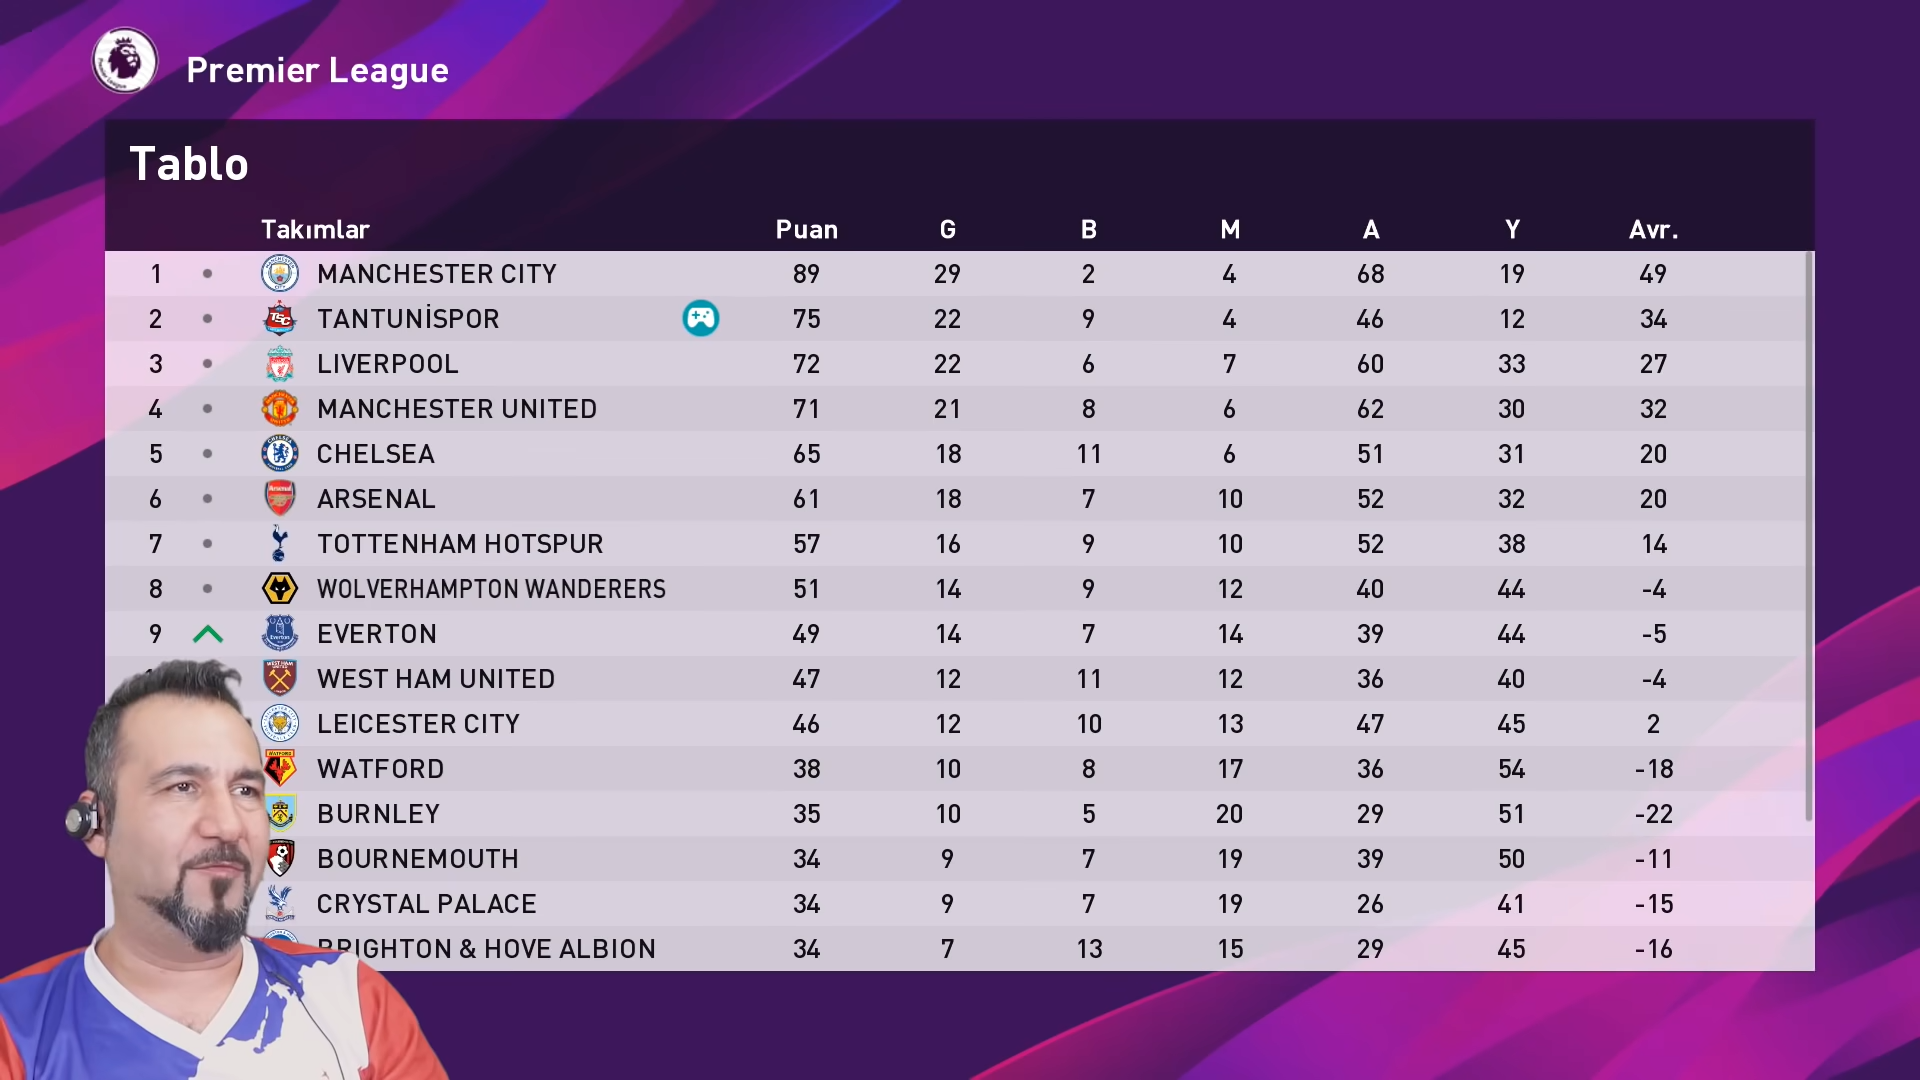 Premier League
Tablo
Takımlar Puan G B M A Y Avr.
1 MANCHESTER CITY 89 29 2 4 68 19 49
2 TANTUNİSPOR 75 22 9 4 46 12 34
3 LIVERPOOL 72 22 6 7 60 33 27
4 MANCHESTER UNITED 71 21 8 6 62 30 32
5 CHELSEA 65 18 11 6 51 31 20
6 ARSENAL 61 18 7 10 52 32 20
7 TOTTENHAM HOTSPUR 57 16 9 10 52 38 14
8 WOLVERHAMPTON WANDERERS 51 14 9 12 40 44 -4
9 EVERTON 49 14 7 14 39 44 -5
WEST HAM UNITED 47 12 11 12 36 40 -4
LEICESTER CITY 46 12 10 13 47 45 2
WATFORD 38 10 8 17 36 54 -18
BURNLEY 35 10 5 20 29 51 -22
BOURNEMOUTH 34 9 7 19 39 50 -11
CRYSTAL PALACE 34 9 7 19 26 41 -15
BRIGHTON & HOVE ALBION 34 7 13 15 29 45 -16